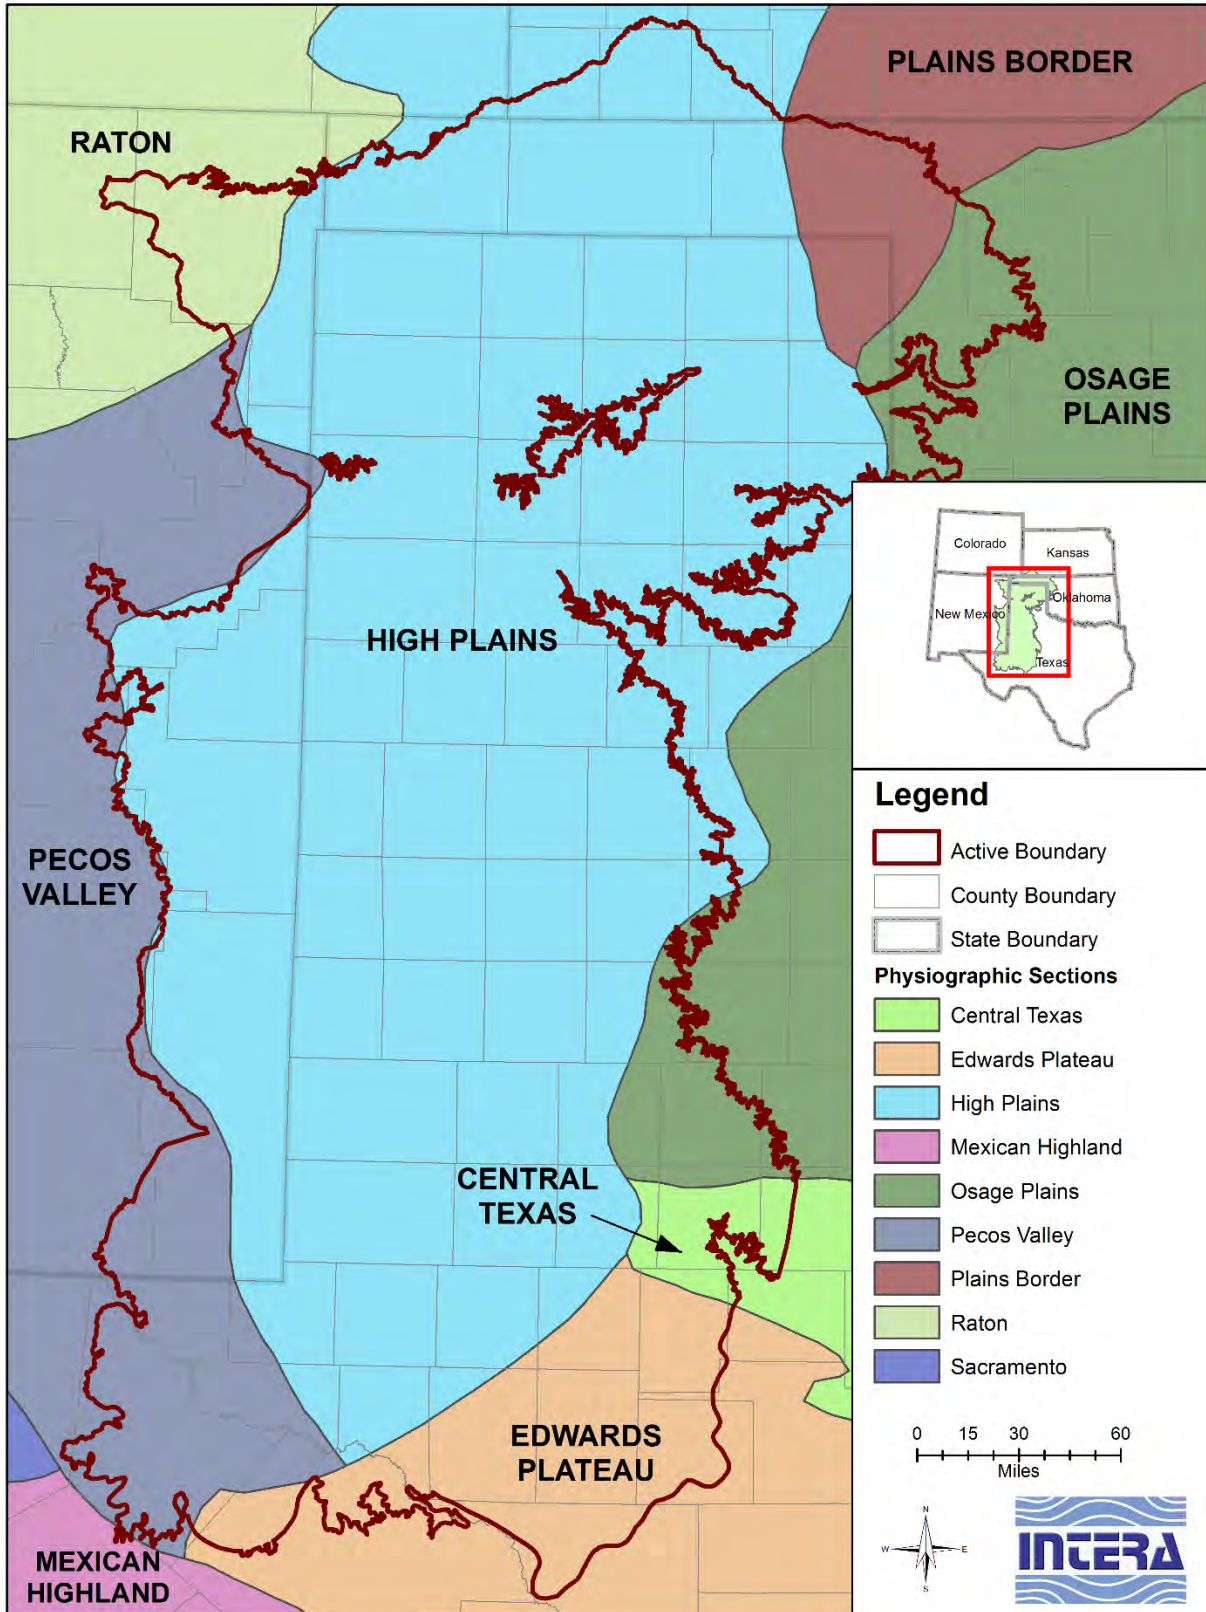 PLAINS BORDER
RATON
OSAGE
PLAINS
HIGH PLAINS
PECOS
VALLEY
CENTRAL
TEXAS
EDWARDS
PLATEAU
MEXICAN
HIGHLAND
Colorado
Kansas
New Mexico
Oklahoma
Texas
Legend
Active Boundary
County Boundary
State Boundary
Physiographic Sections
Central Texas
Edwards Plateau
High Plains
Mexican Highland
Osage Plains
Pecos Valley
Plains Border
Raton
Sacramento
0 15 30 60
Miles
N
W E
S
INTERA